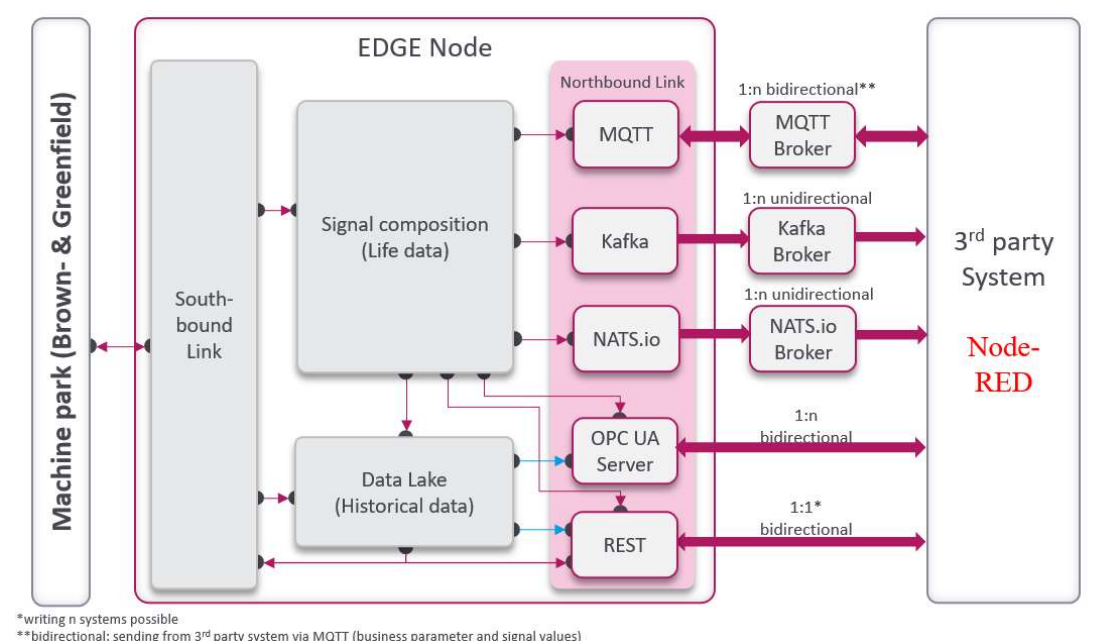 Machine park (Brown- & Greenfield)
EDGE Node
South-
bound
Link
Signal composition
(Life data)
Data Lake
(Historical data)
Northbound Link
MQTT
Kafka
NATS.io
OPC UA
Server
REST
1:n bidirectional**
MQTT
Broker
1:n unidirectional
Kafka
Broker
1:n unidirectional
NATS.io
Broker
1:n
bidirectional
1:1*
bidirectional
3rd party
System
Node-
RED
*writing n systems possible
**bidirectional: sending from 3rd party system via MQTT (business parameter and signal values)